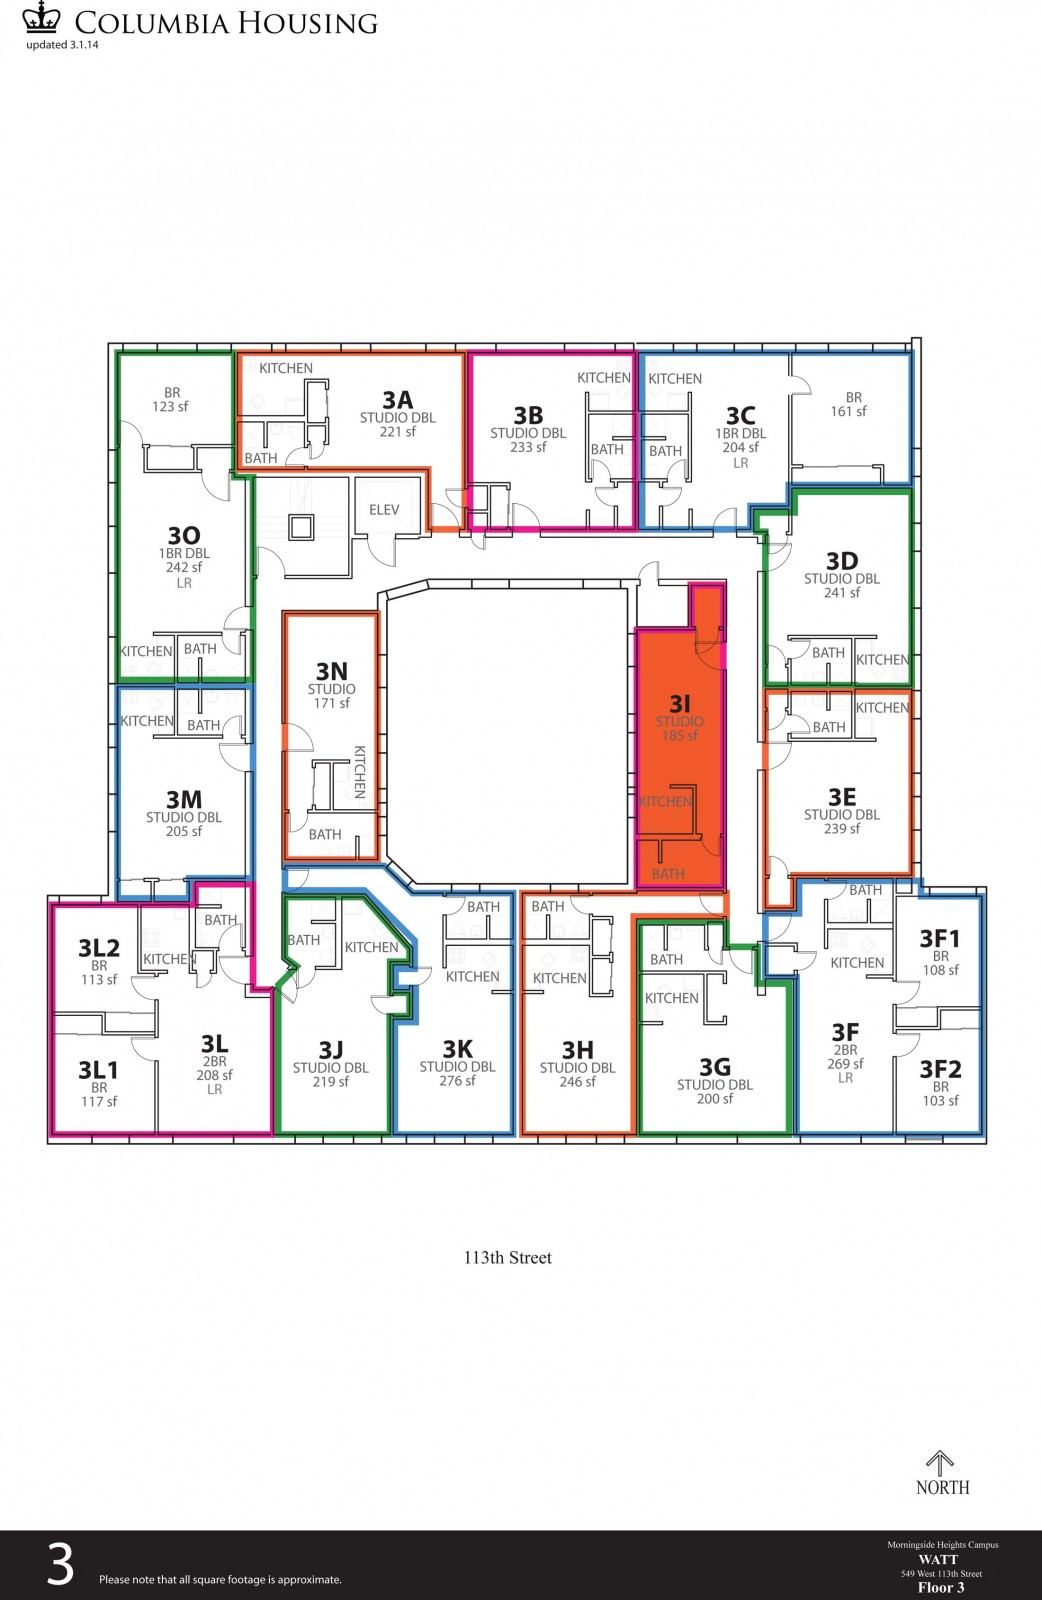 COLUMBIA HOUSING
updated 3.1.14
BR
123 sf
KITCHEN
3A
STUDIO DBL
221 sf
BATH
ELEV
3B
STUDIO DBL
233 sf
KITCHEN
BATH
KITCHEN
BATH
3C
1BR DBL
204 sf
LR
BR
161 sf
3O
1BR DBL
242 sf
LR
KITCHEN
BATH
3D
STUDIO DBL
241 sf
BATH
KITCHEN
3N
STUDIO
171 sf
KITCHEN
BATH
3I
STUDIO
185 sf
KITCHEN
BATH
KITCHEN
BATH
3M
STUDIO DBL
205 sf
KITCHEN
BATH
3E
STUDIO DBL
239 sf
3L2
BR
113 sf
BATH
KITCHEN
3L1
BR
117 sf
3L
2BR
208 sf
LR
BATH
KITCHEN
3J
STUDIO DBL
219 sf
BATH
KITCHEN
3K
STUDIO DBL
276 sf
BATH
KITCHEN
3H
STUDIO DBL
246 sf
BATH
KITCHEN
3G
STUDIO DBL
200 sf
BATH
KITCHEN
3F
2BR
269 sf
LR
3F1
BR
108 sf
3F2
BR
103 sf
113th Street
NORTH
3
Please note that all square footage is approximate.
Morningside Heights Campus
WATT
549 West 113th Street
Floor 3